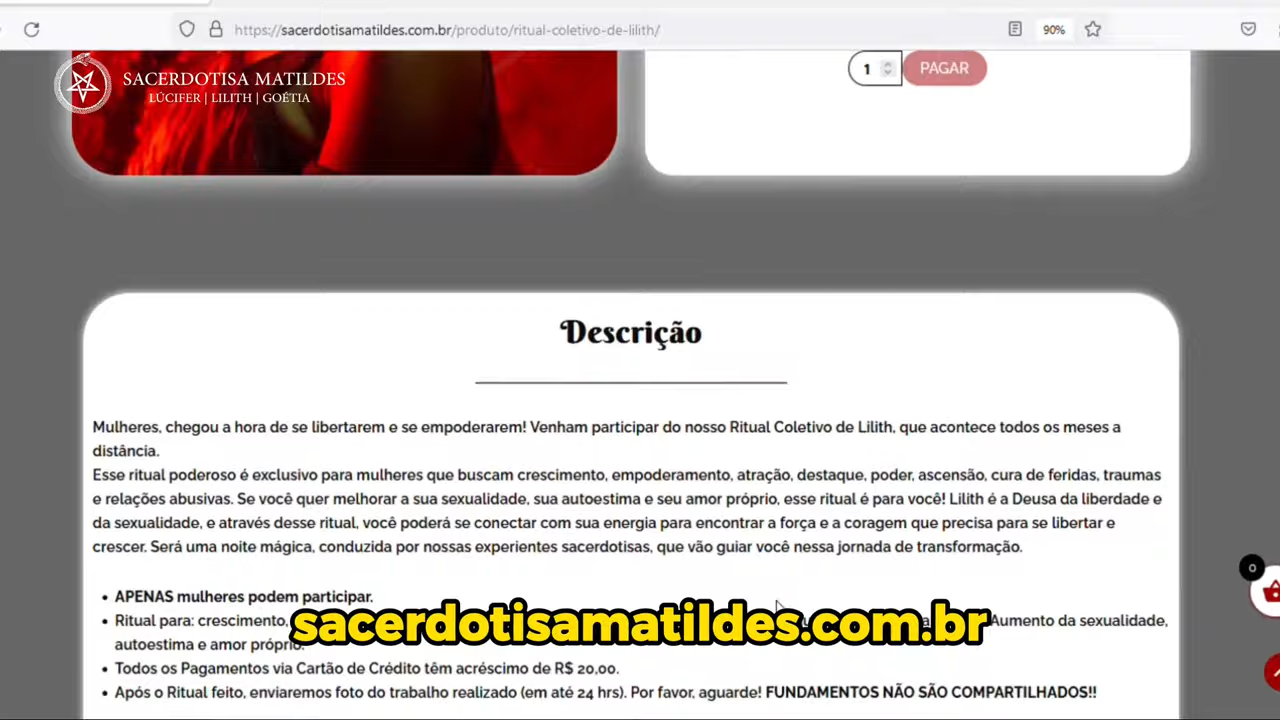 https://sacerdotisamatildes.com.br/produto/ritual-coletivo-de-lilith/
90%
SACERDOTISA MATILDES
LÚCIFER | LILITH | GOÉTIA
1
PAGAR
Descrição
Mulheres, chegou a hora de se libertarem e se empoderarem! Venham participar do nosso Ritual Coletivo de Lilith, que acontece todos os meses a
distância.
Esse ritual poderoso é exclusivo para mulheres que buscam crescimento, empoderamento, atração, destaque, poder, ascensão, cura de feridas, traumas
e relações abusivas. Se você quer melhorar a sua sexualidade, sua autoestima e seu amor próprio, esse ritual é para você! Lilith é a Deusa da liberdade e
da sexualidade, e através desse ritual, você poderá se conectar com sua energia para encontrar a força e a coragem que precisa para se libertar e
crescer. Será uma noite mágica, conduzida por nossas experientes sacerdotisas, que vão guiar você nessa jornada de transformação.
0
• APENAS mulheres podem participar.
• Ritual para: crescimento, Aumento da sexualidade,
sacerdotisamatildes.com.br
autoestima e amor próprio.
• Todos os Pagamentos via Cartão de Crédito têm acréscimo de R$ 20,00.
• Após o Ritual feito, enviaremos foto do trabalho realizado (em até 24 hrs). Por favor, aguarde! FUNDAMENTOS NÃO SÃO COMPARTILHADOS!!